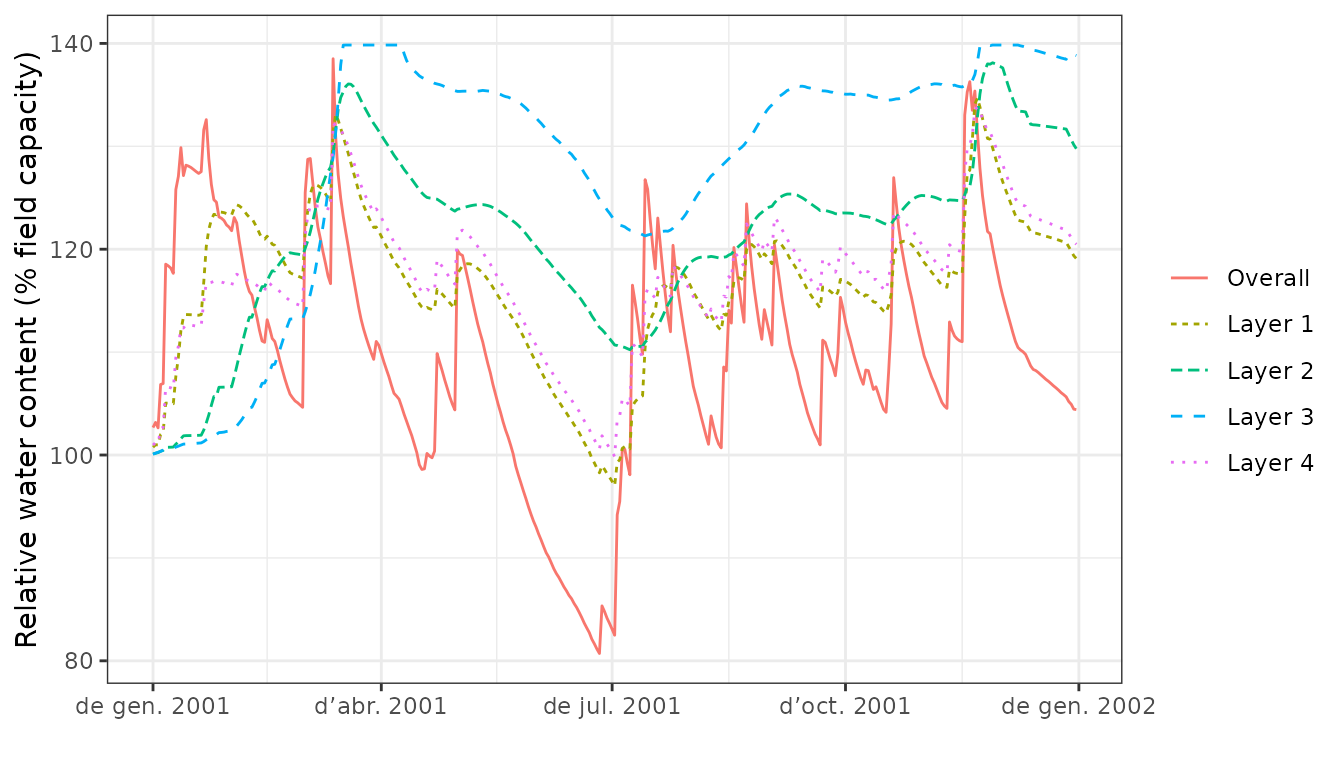 Relative water content (% field capacity)
140
120
100
80
de gen. 2001
d’abr. 2001
de jul. 2001
d’oct. 2001
de gen. 2002
Overall
Layer 1
Layer 2
Layer 3
Layer 4